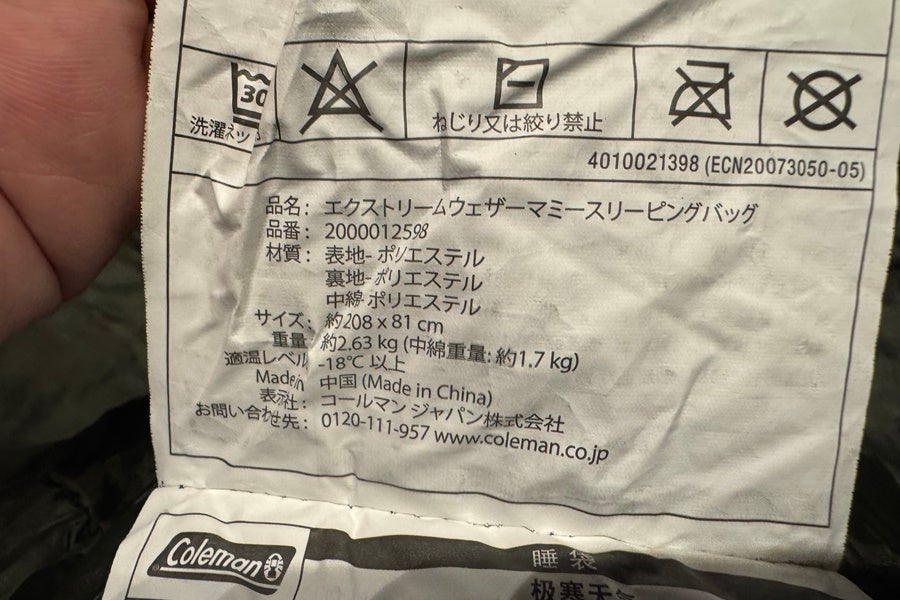 30
洗濯ネット
ねじり又は絞り禁止
4010021398 (ECN20073050-05)
品名: エクストリームウェザーマミースリーピングバッグ
品番: 2000012598
材質: 表地- ポリエステル
裏地- ポリエステル
中綿 ポリエステル
サイズ: 約208 x 81 cm
重量: 約2.63 kg (中綿重量: 約1.7 kg)
適温レベル -18℃ 以上
Made in 中国 (Made in China)
表示社: コールマン ジャパン株式会社
お問い合わせ先: 0120-111-957 www.coleman.co.jp
Coleman
睡袋
极寒天气